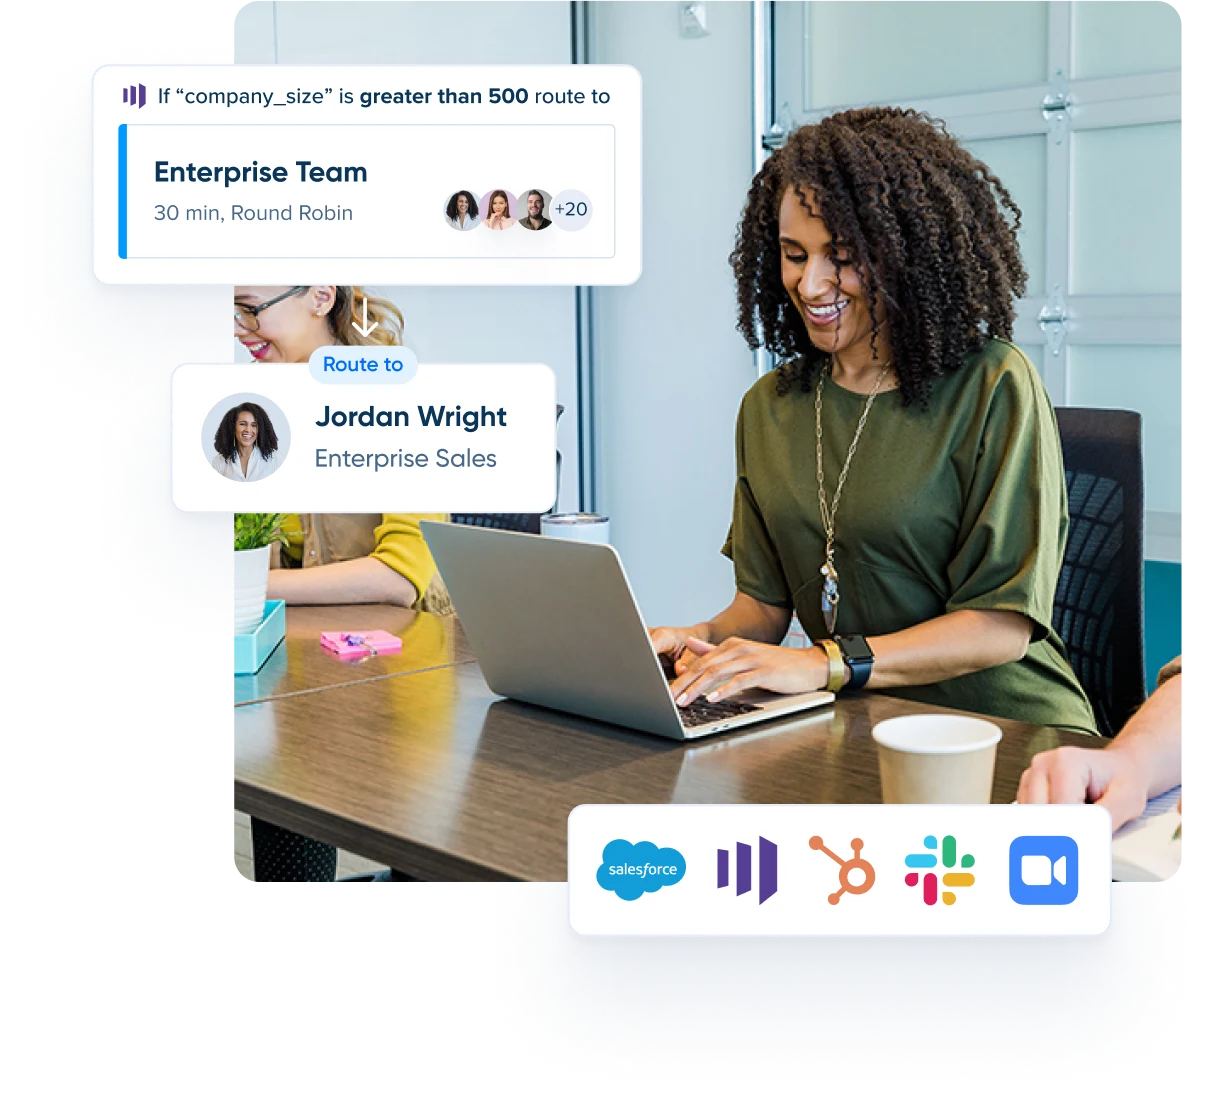 If “company_size” is greater than 500 route to
Enterprise Team
30 min, Round Robin
+20
Route to
Jordan Wright
Enterprise Sales
salesforce